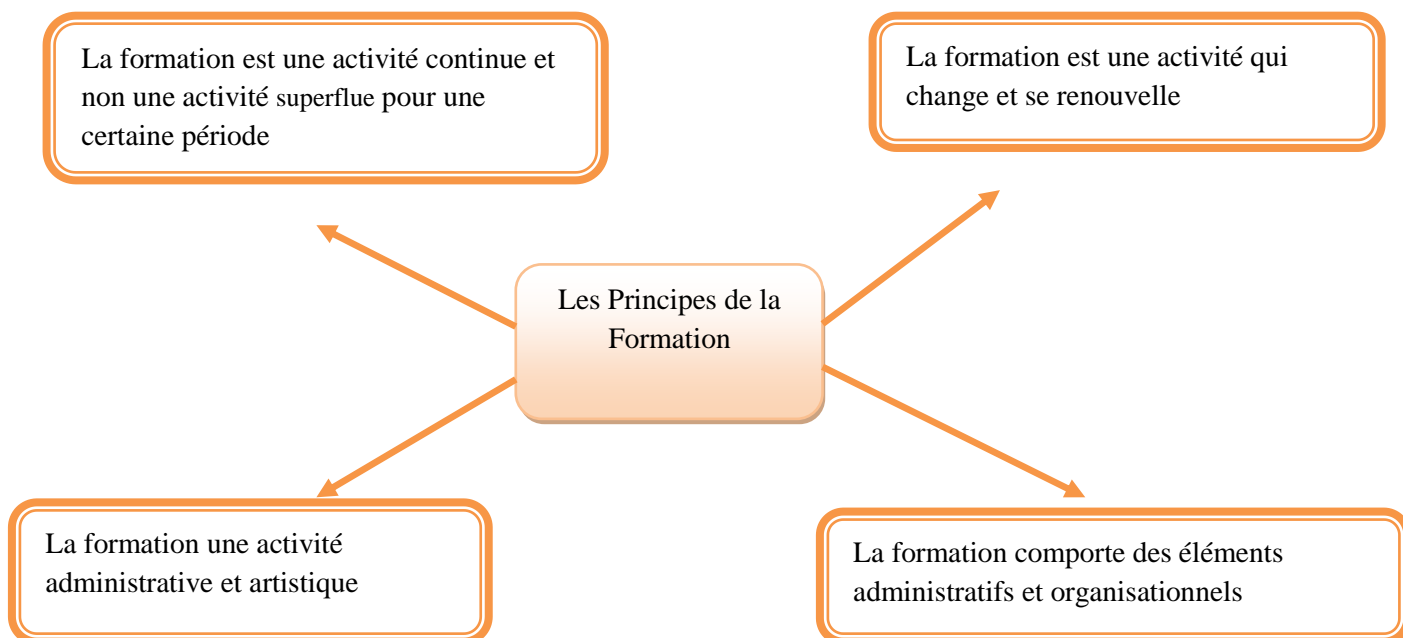 La formation est une activité continue et
non une activité superflue pour une
certaine période
La formation est une activité qui
change et se renouvelle
Les Principes de la
Formation
La formation une activité
administrative et artistique
La formation comporte des éléments
administratifs et organisationnels